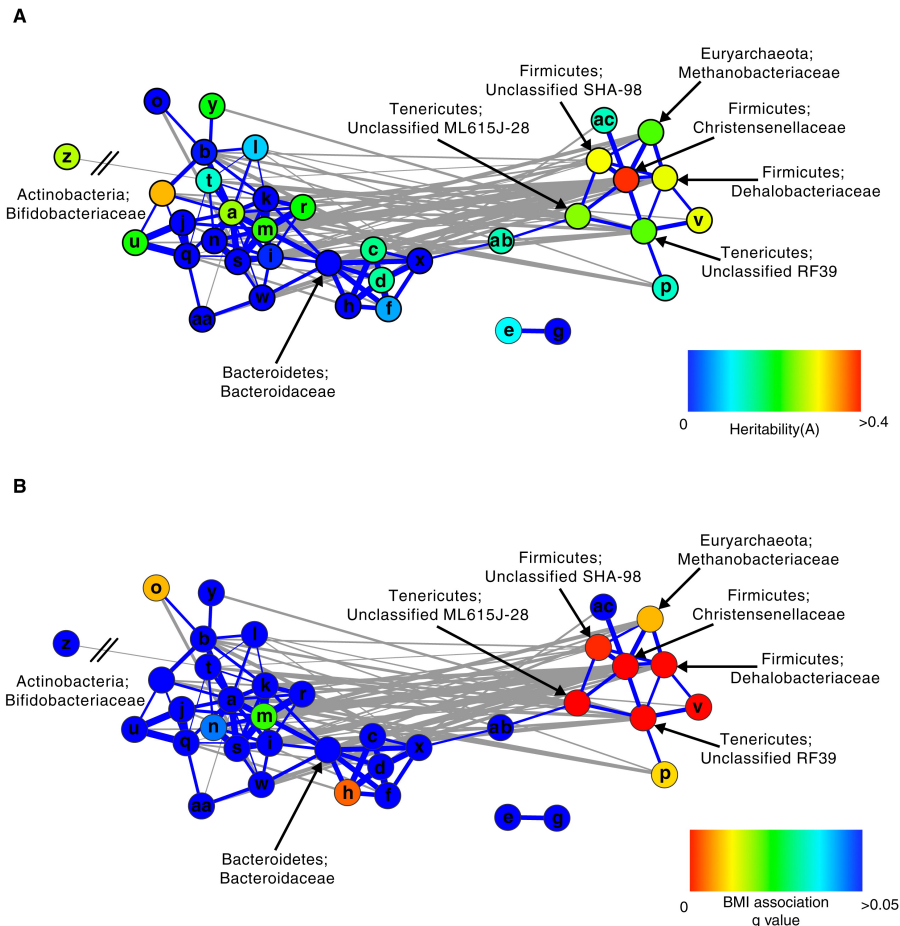 A
Euryarchaeota;
Methanobacteriaceae
Firmicutes;
Unclassified SHA-98
Tenericutes;
Unclassified ML615J-28
Firmicutes;
Christensenellaceae
Firmicutes;
Dehalobacteriaceae
Tenericutes;
Unclassified RF39
Actinobacteria;
Bifidobacteriaceae
Bacteroidetes;
Bacteroidaceae
o
y
z
b
l
t
k
a
r
j
m
u
n
q
s
i
w
aa
c
d
x
h
f
ab
ac
v
p
e
g
0
>0.4
Heritability(A)
B
Euryarchaeota;
Methanobacteriaceae
Firmicutes;
Unclassified SHA-98
Tenericutes;
Unclassified ML615J-28
Firmicutes;
Christensenellaceae
Firmicutes;
Dehalobacteriaceae
Tenericutes;
Unclassified RF39
Actinobacteria;
Bifidobacteriaceae
Bacteroidetes;
Bacteroidaceae
o
y
z
b
l
t
k
a
r
j
m
u
n
q
s
i
w
aa
c
d
x
h
f
ab
ac
v
p
e
g
0
>0.05
BMI association
q value